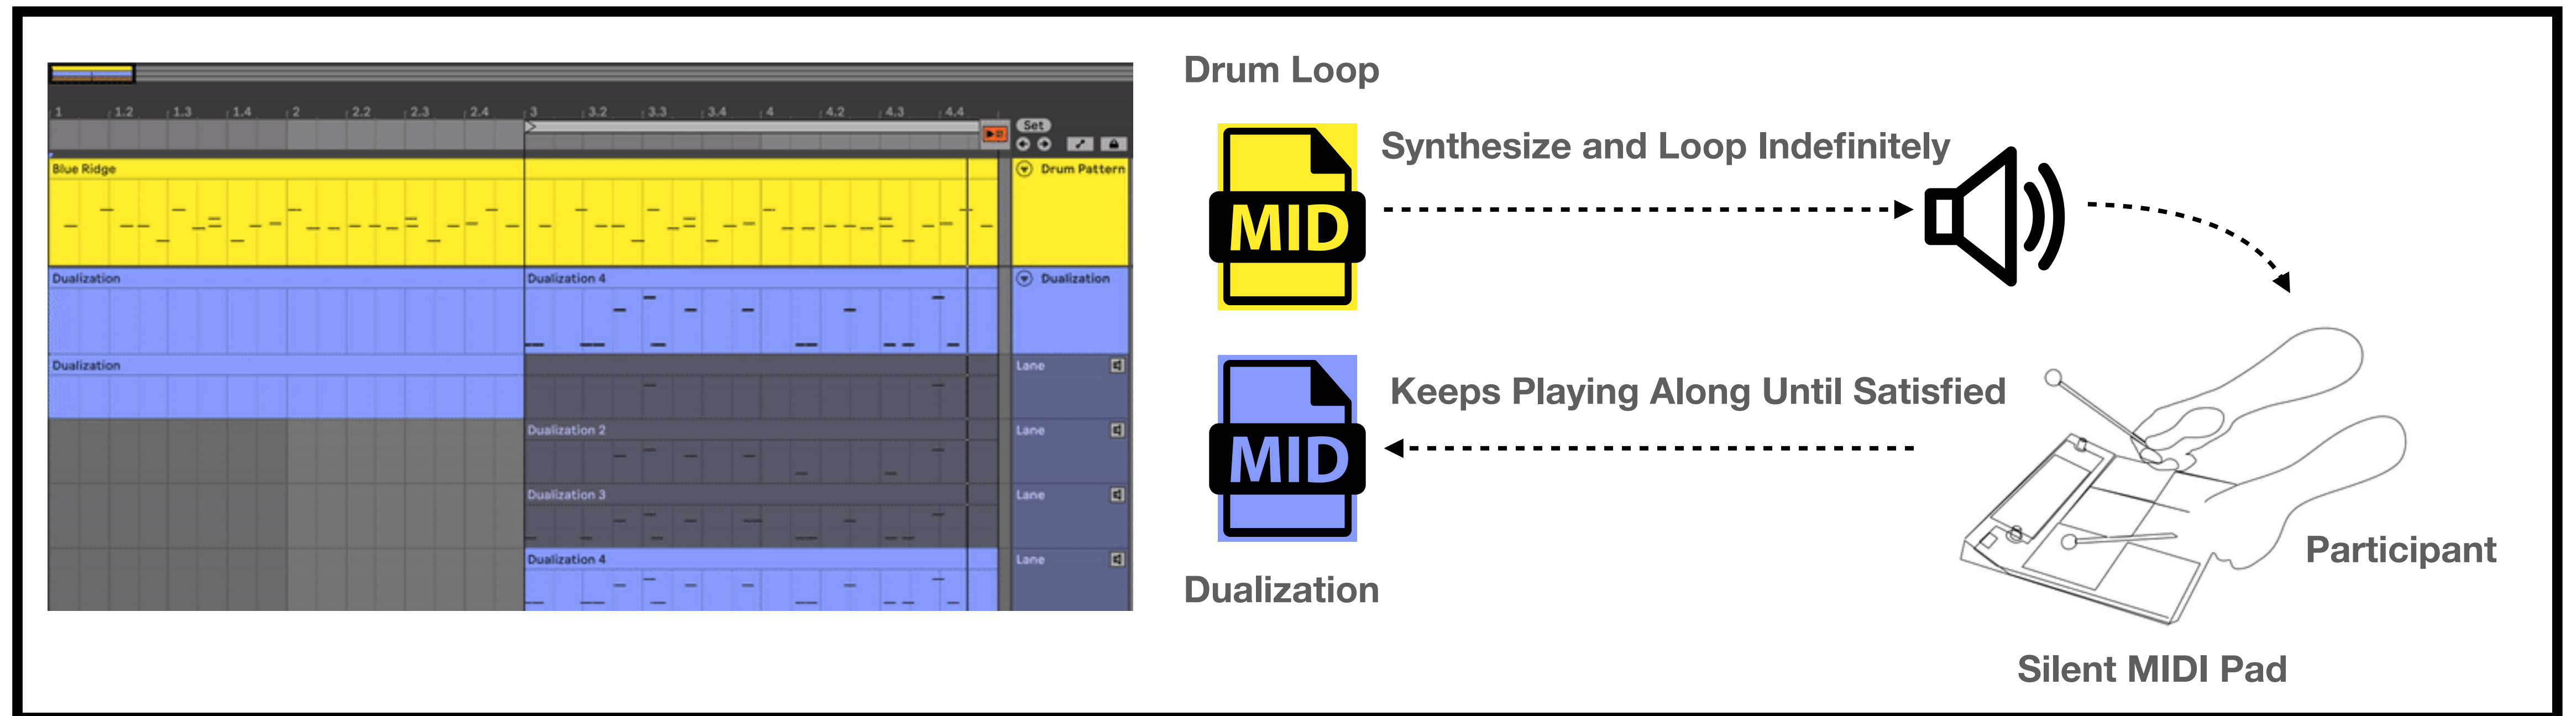 1 1.2 1.3 1.4 2 2.2 2.3 2.4 3 3.2 3.3 3.4 4 4.2 4.3 4.4
Set
Blue Ridge
Drum Pattern
Dualization
Dualization 4
Dualization
Dualization
Lane
Dualization 2
Lane
Dualization 3
Lane
Dualization 4
Lane
Drum Loop
MID
Synthesize and Loop Indefinitely
MID
Keeps Playing Along Until Satisfied
Dualization
Participant
Silent MIDI Pad